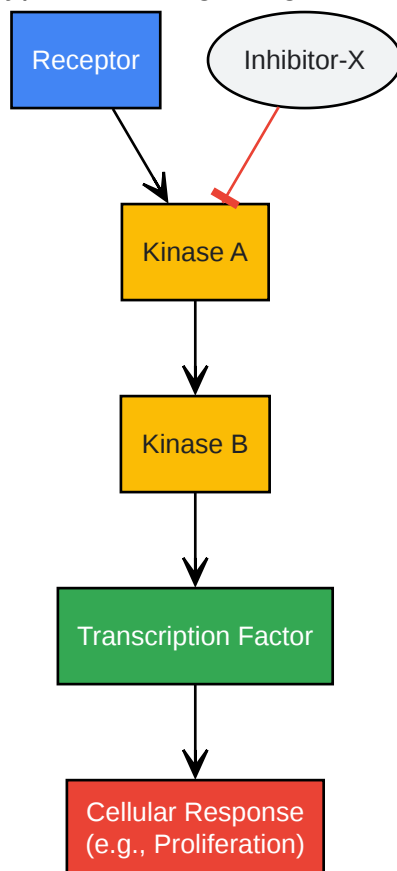 Receptor
Inhibitor-X
Kinase A
Kinase B
Transcription Factor
Cellular Response
(e.g., Proliferation)